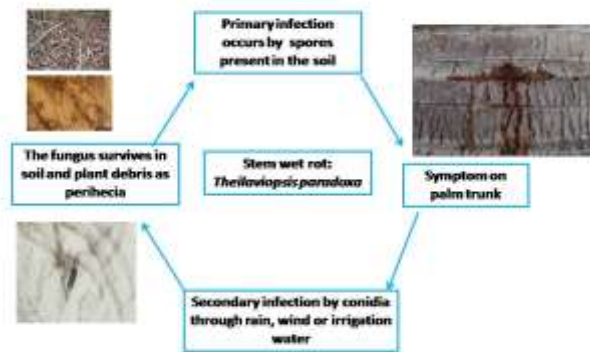 Primary infection
occurs by spores
present in the soil
The fungus survives in
soil and plant debris as
perihecia
Stem wet rot:
Theilaviopsis paradoxa
Symptom on
palm trunk
Secondary infection by conidia
through rain, wind or irrigation
water